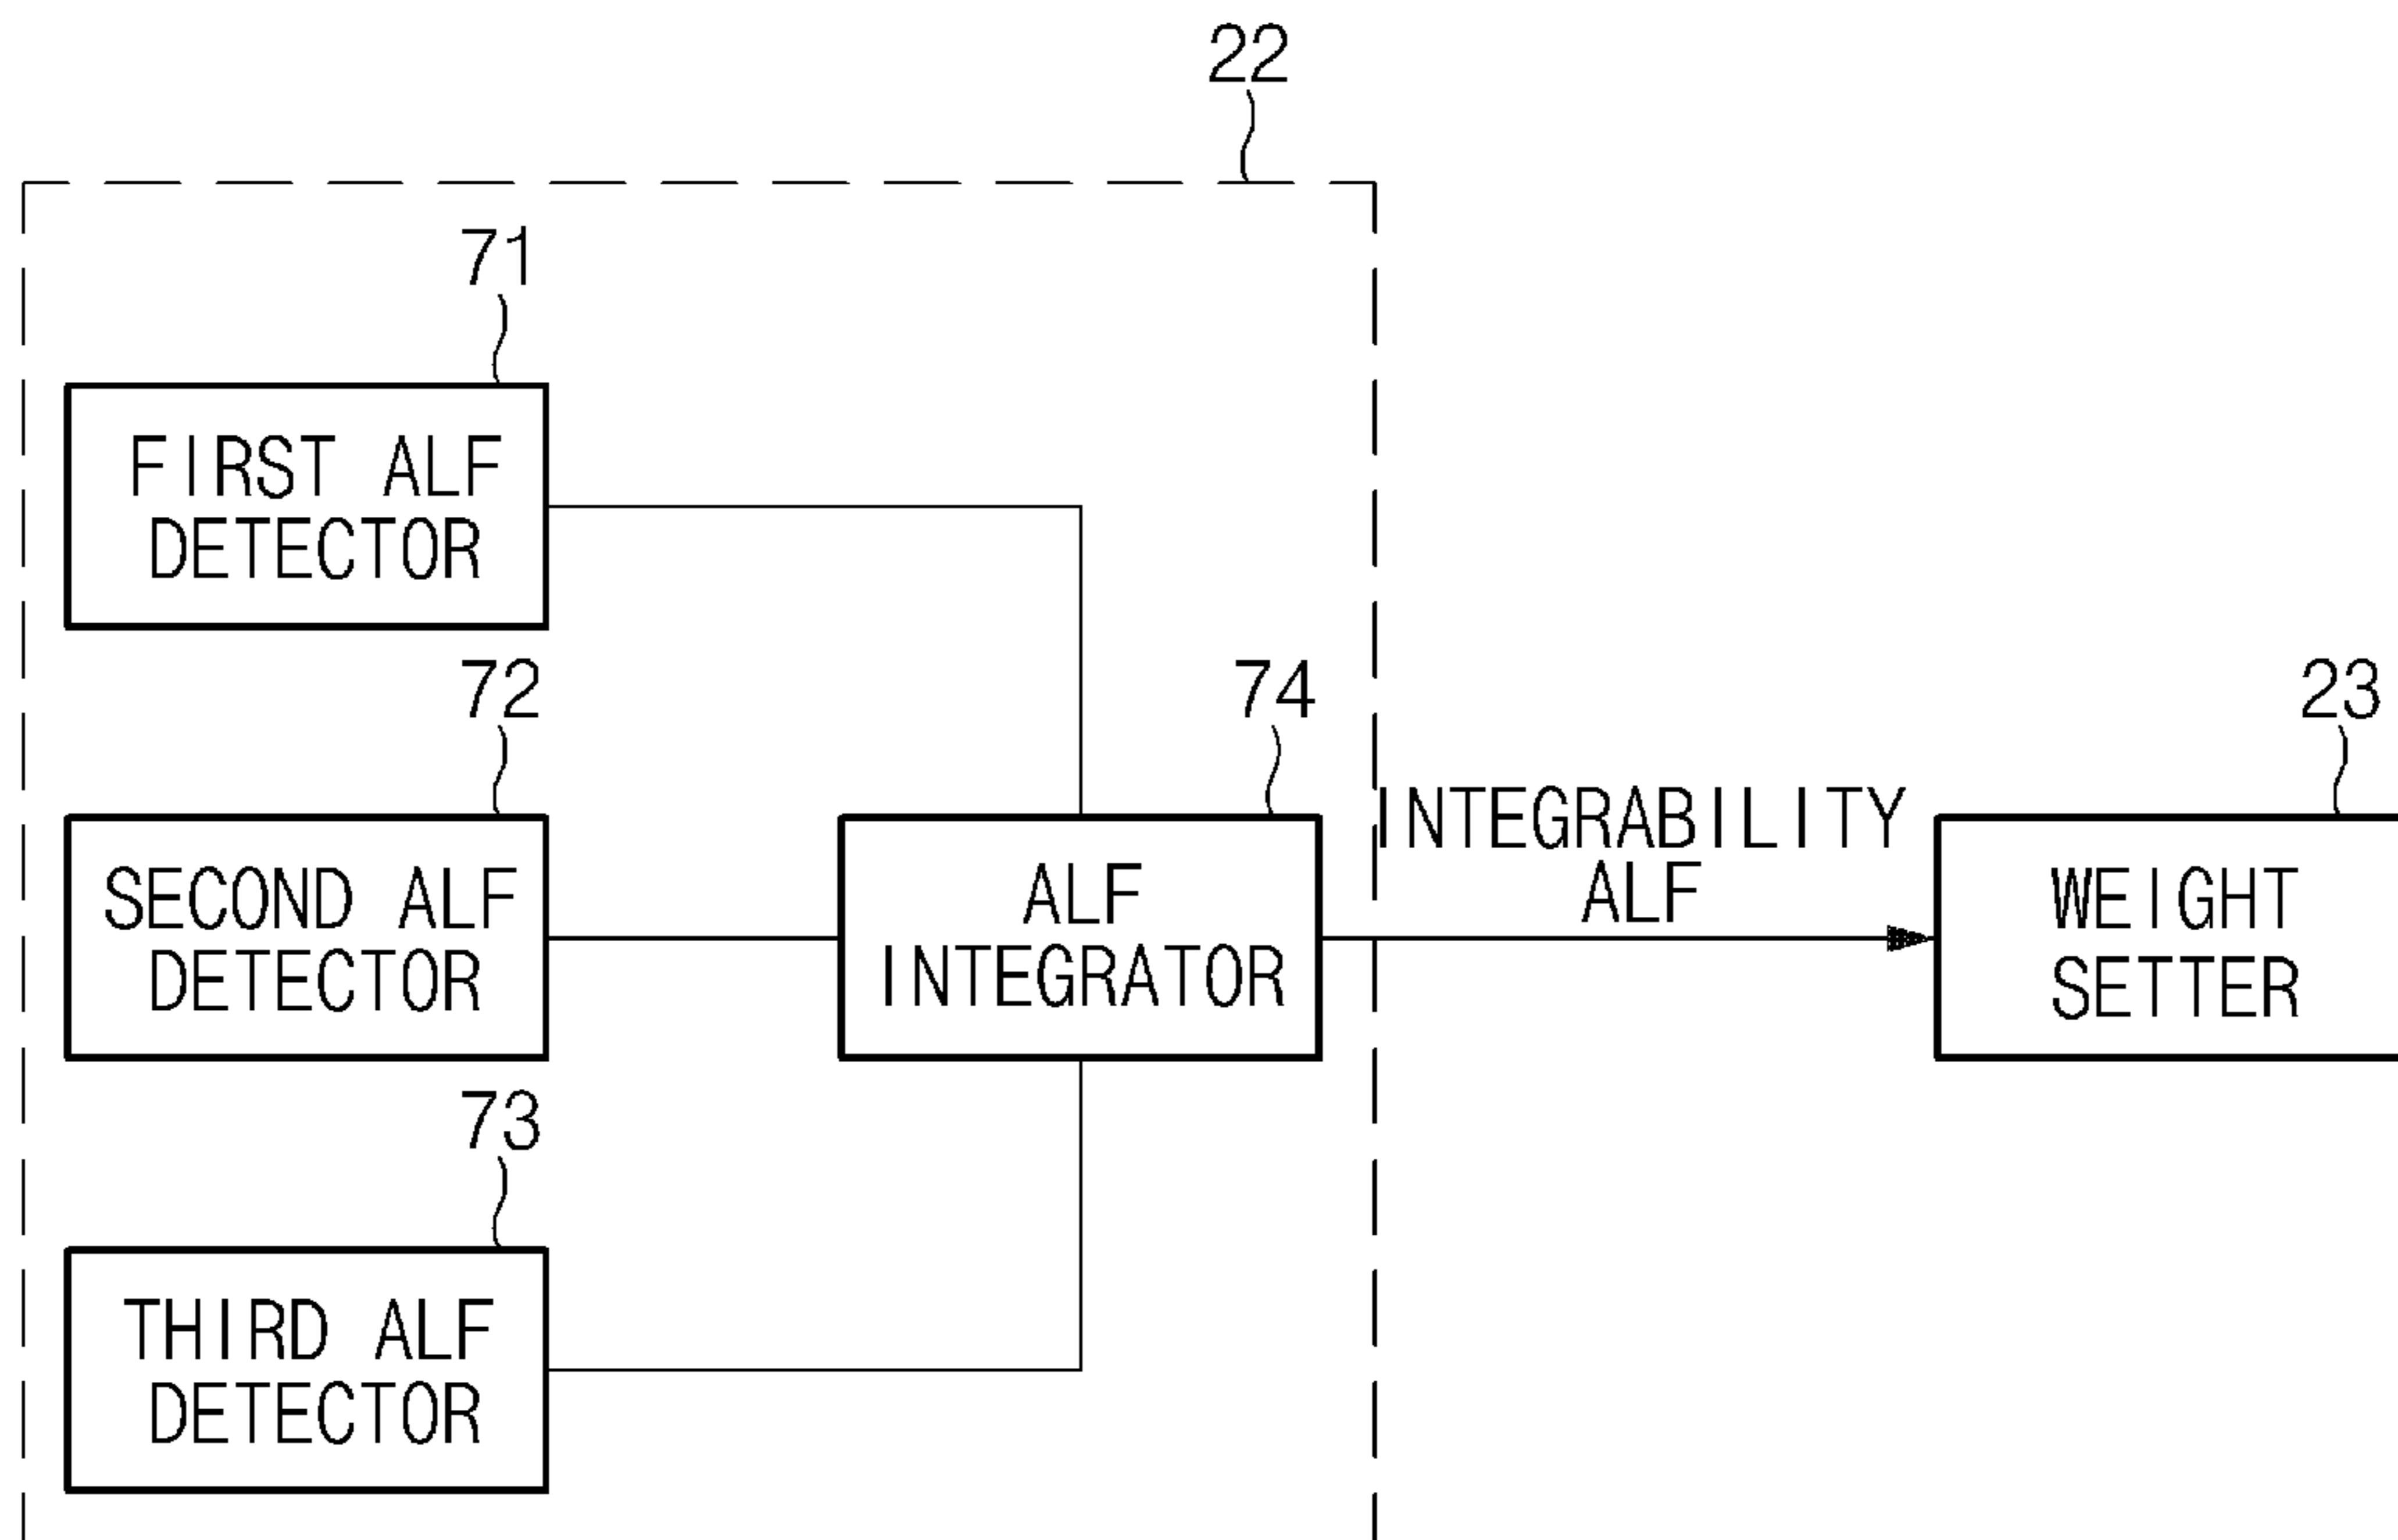 22
71
FIRST ALF
DETECTOR
72
SECOND ALF
DETECTOR
73
THIRD ALF
DETECTOR
74
ALF
INTEGRATOR
INTEGRABILITY
ALF
23
WEIGHT
SETTER